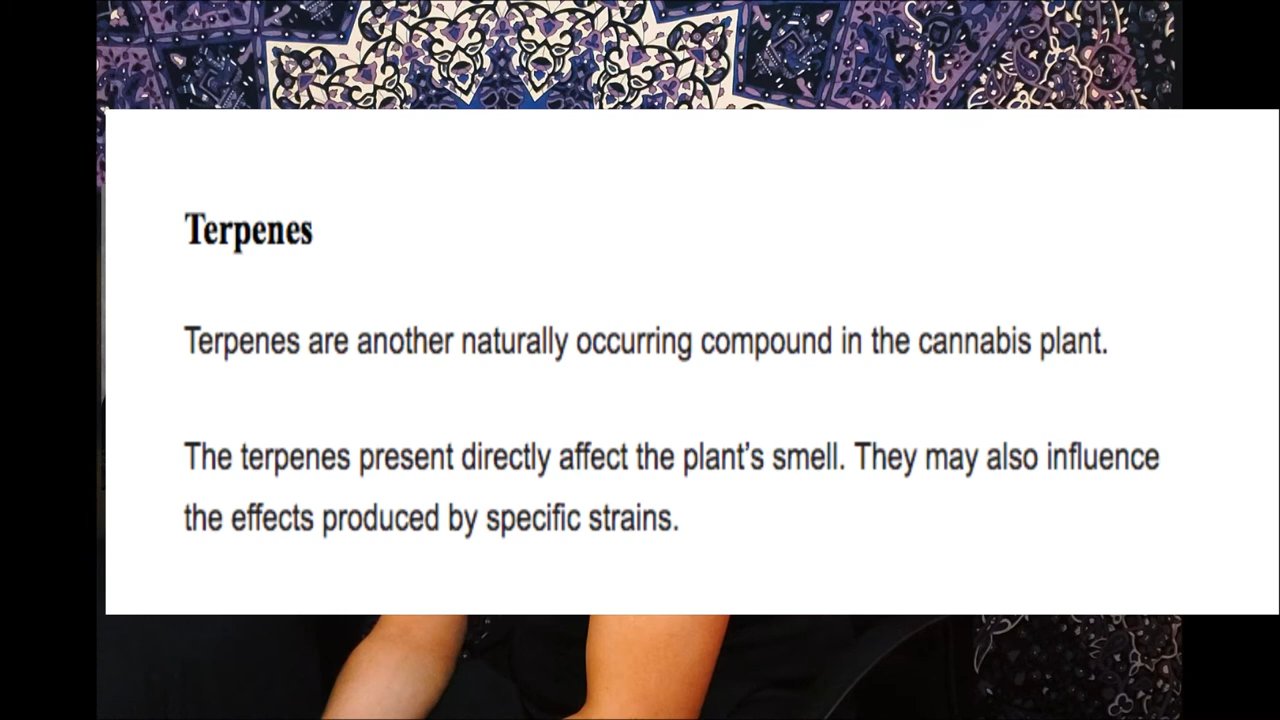 Terpenes
Terpenes are another naturally occurring compound in the cannabis plant.
The terpenes present directly affect the plant’s smell. They may also influence
the effects produced by specific strains.